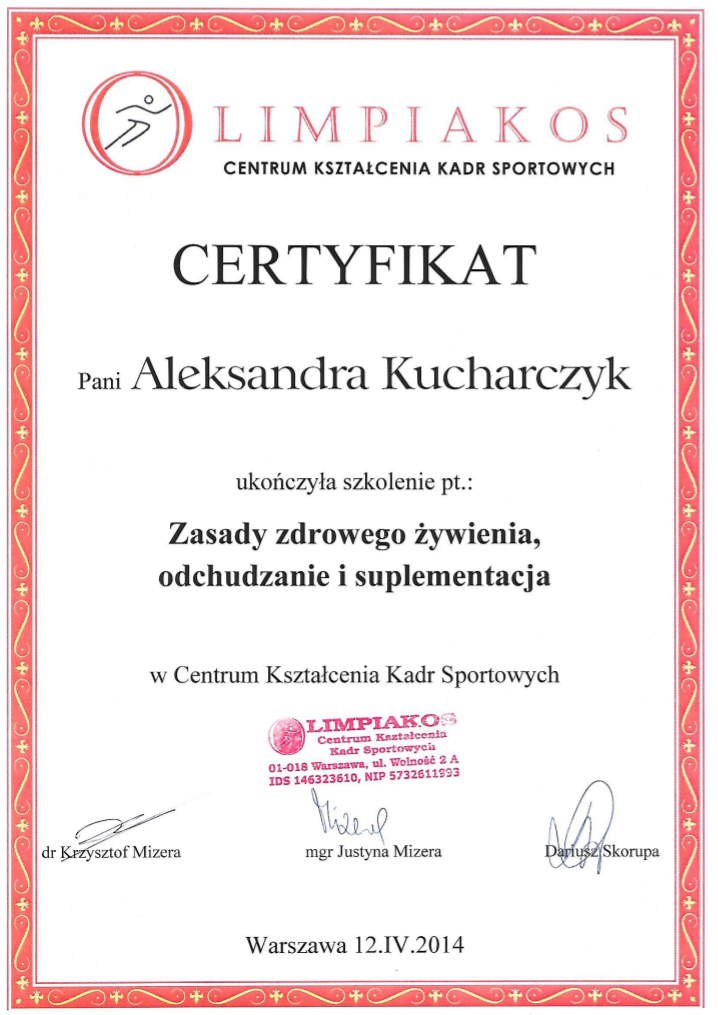 OLIMPIAKOS
CENTRUM KSZTAŁCENIA KADR SPORTOWYCH
CERTYFIKAT
Pani Aleksandra Kucharczyk
ukończyła szkolenie pt.:
Zasady zdrowego żywienia,
odchudzanie i suplementacja
w Centrum Kształcenia Kadr Sportowych
OLIMPIAKOS
Centrum Kształcenia
Kadr Sportowych
01-018 Warszawa, ul. Wolność 2 A
IDS 146323610, NIP 5732611993
Mizera
dr Krzysztof Mizera
mgr Justyna Mizera
Dariusz Skorupa
Warszawa 12.IV.2014